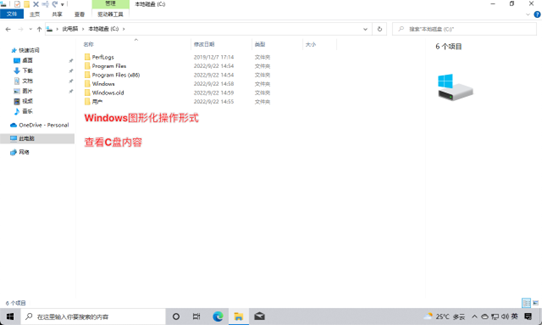 管理
本地磁盘 (C:)
文件
主页
共享
查看
驱动器工具
此电脑 › 本地磁盘 (C:)
搜索"本地磁盘 (C:)"
名称
修改日期
类型
大小
6 个项目
快速访问
桌面
下载
文档
图片
视频
音乐
OneDrive - Personal
此电脑
网络
PerfLogs 2019/12/7 17:14 文件夹
Program Files 2022/9/22 14:54 文件夹
Program Files (x86) 2022/9/22 14:54 文件夹
Windows 2022/9/22 14:58 文件夹
Windows.old 2022/9/22 14:59 文件夹
用户 2022/9/22 14:55 文件夹
Windows图形化操作形式
查看C盘内容
6 个项目
在这里输入你要搜索的内容
25°C 多云
英